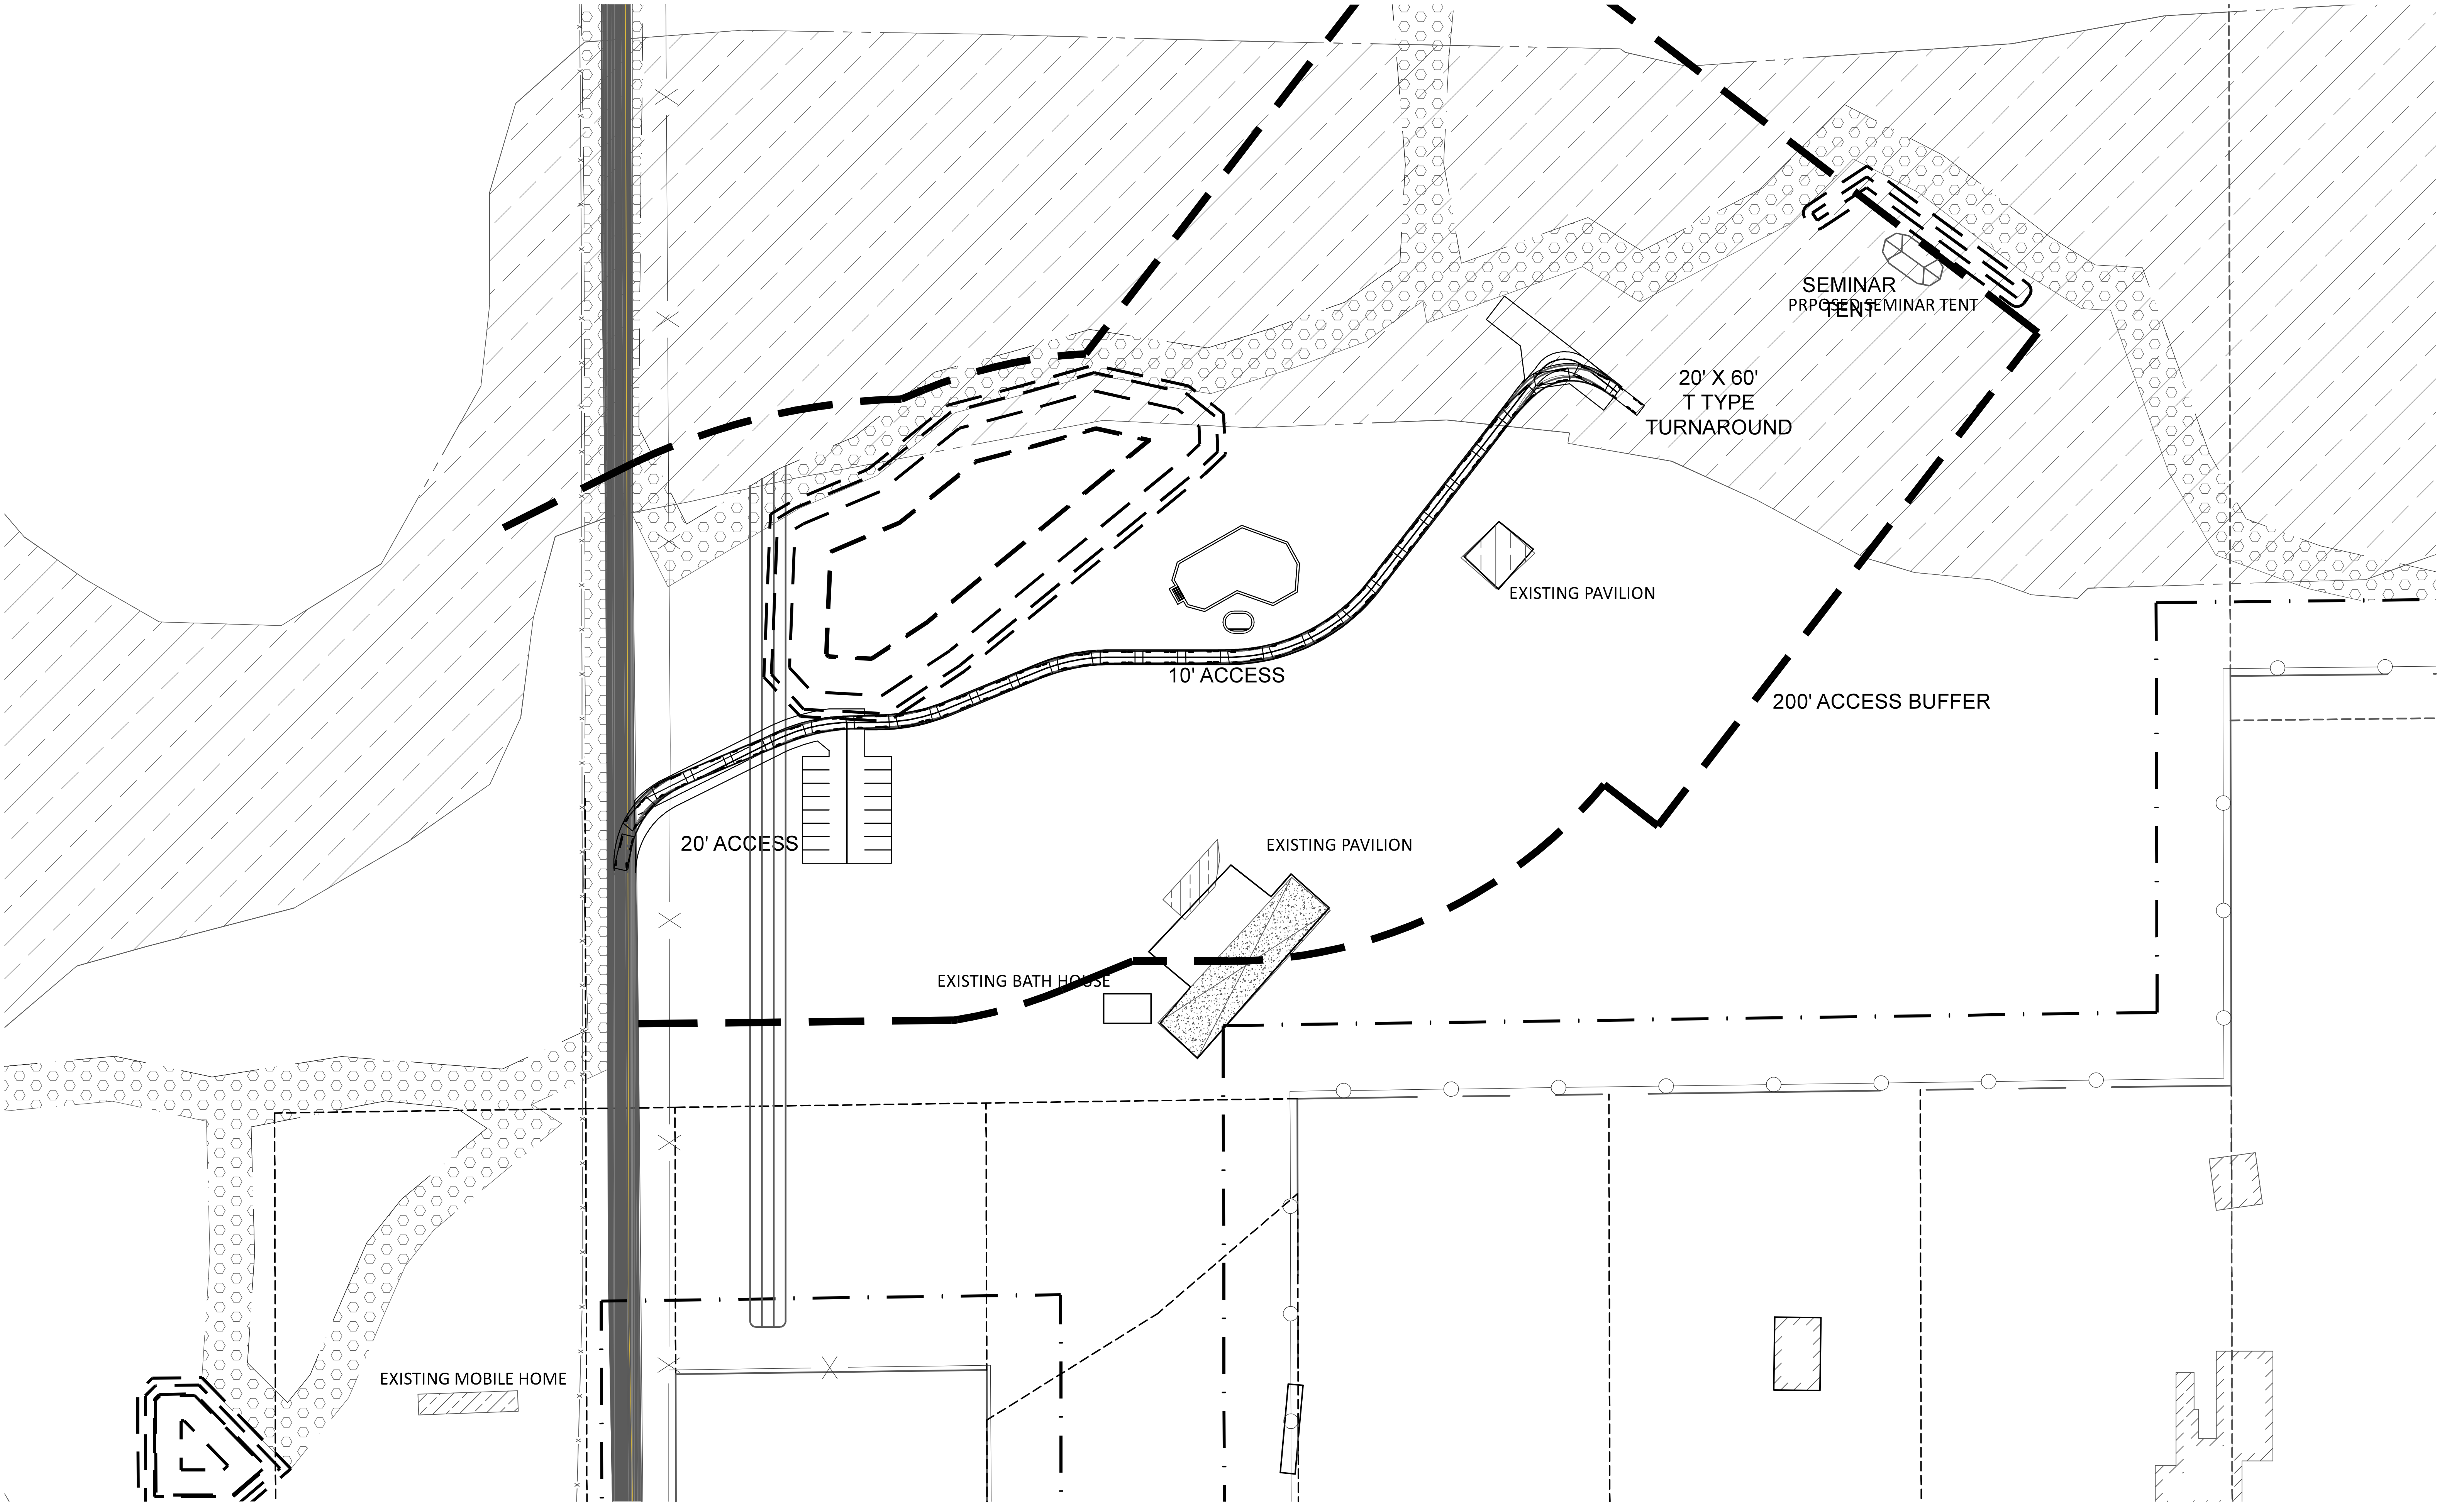 SEMINAR
TENT
PRPOSED SEMINAR TENT
20' X 60'
T TYPE
TURNAROUND
EXISTING PAVILION
10' ACCESS
200' ACCESS BUFFER
20' ACCESS
EXISTING PAVILION
EXISTING BATH HOUSE
EXISTING MOBILE HOME